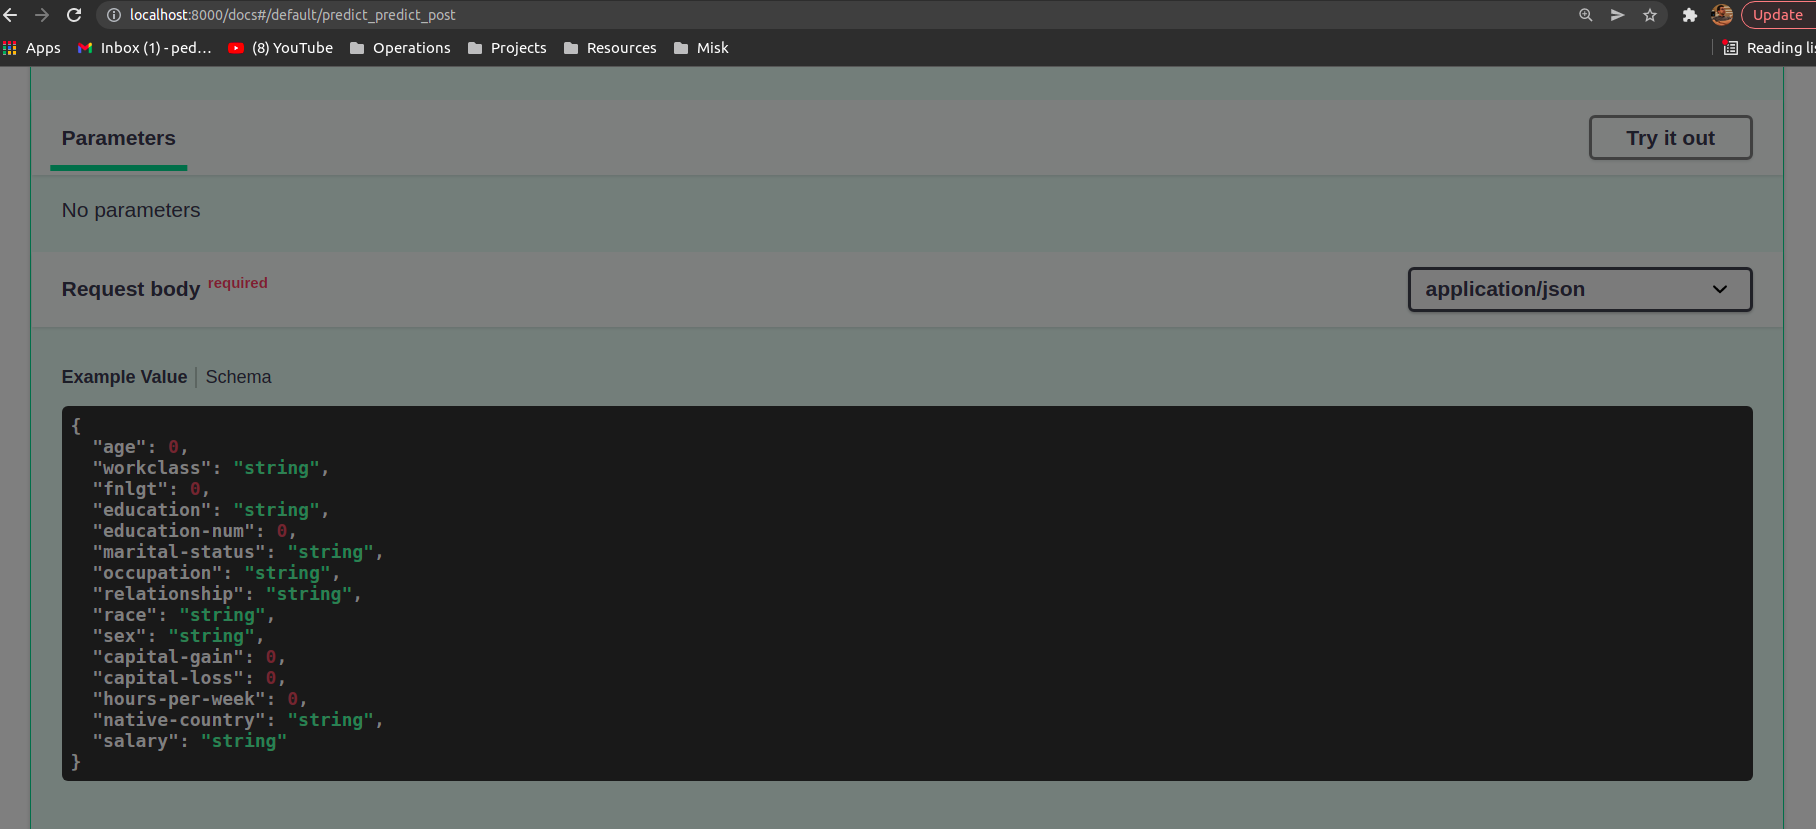 localhost:8000/docs#/default/predict_predict_post
Update
Apps
Inbox (1) - ped…
(8) YouTube
Operations
Projects
Resources
Misk
Reading lis
Parameters
Try it out
No parameters
Request body required
application/json
Example Value
Schema
{
"age": 0,
"workclass": "string",
"fnlgt": 0,
"education": "string",
"education-num": 0,
"marital-status": "string",
"occupation": "string",
"relationship": "string",
"race": "string",
"sex": "string",
"capital-gain": 0,
"capital-loss": 0,
"hours-per-week": 0,
"native-country": "string",
"salary": "string"
}